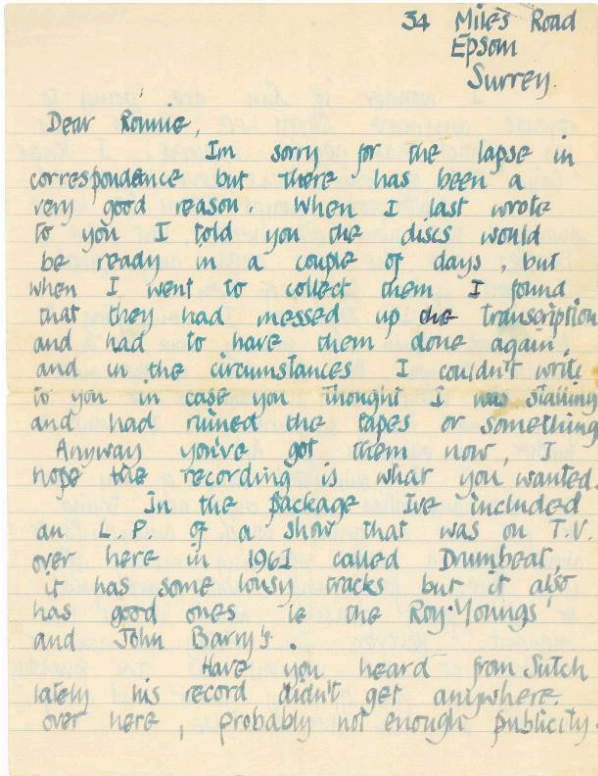 34 Miles Road
Epsom
Surrey.
Dear Ronnie,
Im sorry for the lapse in
correspondance but there has been a
very good reason. When I last wrote
to you I told you the discs would
be ready in a couple of days, but
when I went to collect them I found
that they had messed up the transcription
and had to have them done again,
and in the circumstances I couldn't write
to you in case you thought I was stalling
and had ruined the tapes or something
Anyway you've got them now, I
hope the recording is what you wanted.
In the package Ive included
an L.P. of a show that was on T.V.
over here in 1961 called Drumbeat,
it has some lousy tracks but it also
has good ones ie the Roy Youngs
and John Barry's.
Have you heard from Sutch
lately his record didn't get anywhere.
over here, probably not enough publicity.